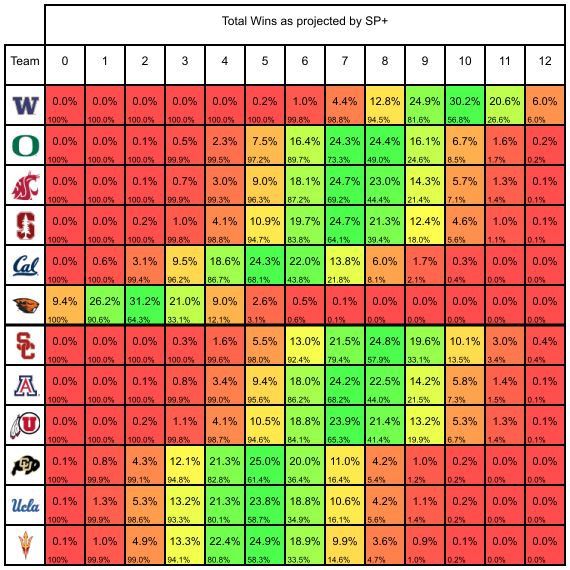 Total Wins as projected by SP+
Team 0 1 2 3 4 5 6 7 8 9 10 11 12
W 0.0% 0.0% 0.0% 0.0% 0.0% 0.2% 1.0% 4.4% 12.8% 24.9% 30.2% 20.6% 6.0%
100% 100.0% 100.0% 100.0% 100.0% 100.0% 99.8% 98.8% 94.5% 81.6% 56.8% 26.6% 6.0%
O 0.0% 0.0% 0.1% 0.5% 2.3% 7.5% 16.4% 24.3% 24.4% 16.1% 6.7% 1.6% 0.2%
100% 100.0% 100.0% 99.9% 99.5% 97.2% 89.7% 73.3% 49.0% 24.6% 8.5% 1.7% 0.2%
0.0% 0.0% 0.1% 0.7% 3.0% 9.0% 18.1% 24.7% 23.0% 14.3% 5.7% 1.3% 0.1%
100% 100.0% 100.0% 99.9% 99.3% 96.3% 87.2% 69.2% 44.4% 21.4% 7.1% 1.4% 0.1%
S 0.0% 0.0% 0.2% 1.0% 4.1% 10.9% 19.7% 24.7% 21.3% 12.4% 4.6% 1.0% 0.1%
100% 100.0% 100.0% 99.8% 98.8% 94.7% 83.8% 64.1% 39.4% 18.0% 5.6% 1.1% 0.1%
Cal 0.0% 0.6% 3.1% 9.5% 18.6% 24.3% 22.0% 13.8% 6.0% 1.7% 0.3% 0.0% 0.0%
100% 100.0% 99.4% 96.2% 86.7% 68.1% 43.8% 21.8% 8.1% 2.1% 0.4% 0.0% 0.0%
9.4% 26.2% 31.2% 21.0% 9.0% 2.6% 0.5% 0.1% 0.0% 0.0% 0.0% 0.0% 0.0%
100% 90.6% 64.3% 33.1% 12.1% 3.1% 0.6% 0.1% 0.0% 0.0% 0.0% 0.0% 0.0%
SC 0.0% 0.0% 0.0% 0.3% 1.6% 5.5% 13.0% 21.5% 24.8% 19.6% 10.1% 3.0% 0.4%
100% 100.0% 100.0% 100.0% 99.6% 98.0% 92.4% 79.4% 57.9% 33.1% 13.5% 3.4% 0.4%
A 0.0% 0.0% 0.1% 0.8% 3.4% 9.4% 18.0% 24.2% 22.5% 14.2% 5.8% 1.4% 0.1%
100% 100.0% 100.0% 99.9% 99.0% 95.6% 86.2% 68.2% 44.0% 21.5% 7.3% 1.5% 0.1%
U 0.0% 0.0% 0.2% 1.1% 4.1% 10.5% 18.8% 23.9% 21.4% 13.2% 5.3% 1.3% 0.1%
100% 100.0% 100.0% 99.8% 98.7% 94.6% 84.1% 65.3% 41.4% 19.9% 6.7% 1.4% 0.1%
CU 0.1% 0.8% 4.3% 12.1% 21.3% 25.0% 20.0% 11.0% 4.2% 1.0% 0.2% 0.0% 0.0%
100% 99.9% 99.1% 94.8% 82.8% 61.4% 36.4% 16.4% 5.4% 1.2% 0.2% 0.0% 0.0%
Ucla 0.1% 1.3% 5.3% 13.2% 21.3% 23.8% 18.8% 10.6% 4.2% 1.1% 0.2% 0.0% 0.0%
100% 99.9% 98.6% 93.3% 80.1% 58.7% 34.9% 16.1% 5.6% 1.4% 0.2% 0.0% 0.0%
0.1% 1.0% 4.9% 13.3% 22.4% 24.9% 18.9% 9.9% 3.6% 0.9% 0.1% 0.0% 0.0%
100% 99.9% 99.0% 94.1% 80.8% 58.3% 33.5% 14.6% 4.7% 1.0% 0.2% 0.0% 0.0%